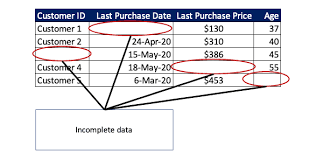 Customer ID Last Purchase Date Last Purchase Price Age
Customer 1 $130 37
Customer 2 24-Apr-20 $310 40
15-May-20 $386 45
Customer 4 18-May-20 55
Customer 5 6-Mar-20 $453
Incomplete data